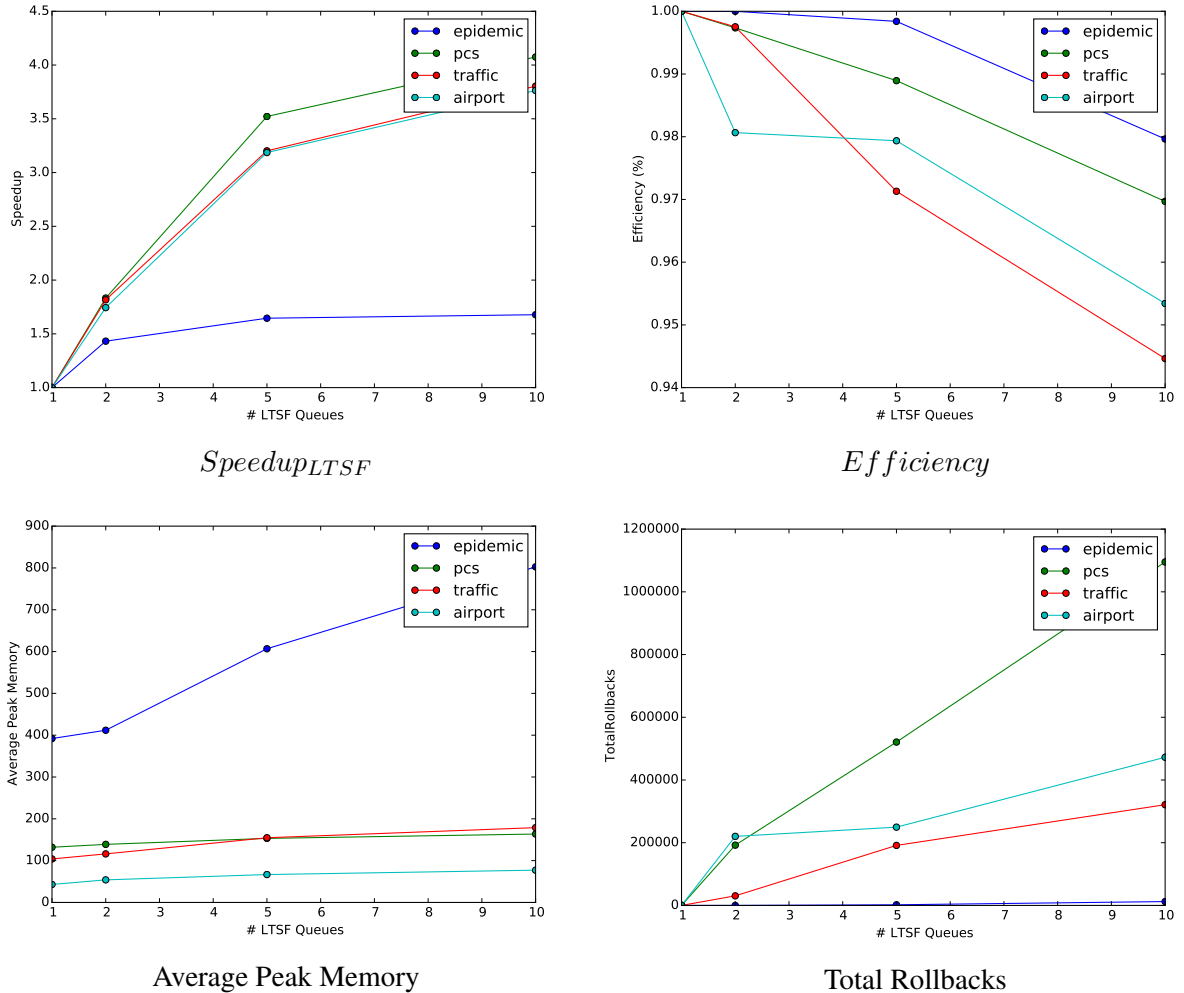 4.5
4.0
3.5
3.0
2.5
2.0
1.5
1.0
Speedup
1 2 3 4 5 6 7 8 9 10
# LTSF Queues
epidemic
pcs
traffic
airport
Speedup_LTSF
1.00
0.99
0.98
0.97
0.96
0.95
0.94
Efficiency (%)
1 2 3 4 5 6 7 8 9 10
# LTSF Queues
epidemic
pcs
traffic
airport
Efficiency
900
800
700
600
500
400
300
200
100
0
Average Peak Memory
1 2 3 4 5 6 7 8 9 10
# LTSF Queues
epidemic
pcs
traffic
airport
Average Peak Memory
1200000
1000000
800000
600000
400000
200000
0
TotalRollbacks
1 2 3 4 5 6 7 8 9 10
# LTSF Queues
epidemic
pcs
traffic
airport
Total Rollbacks